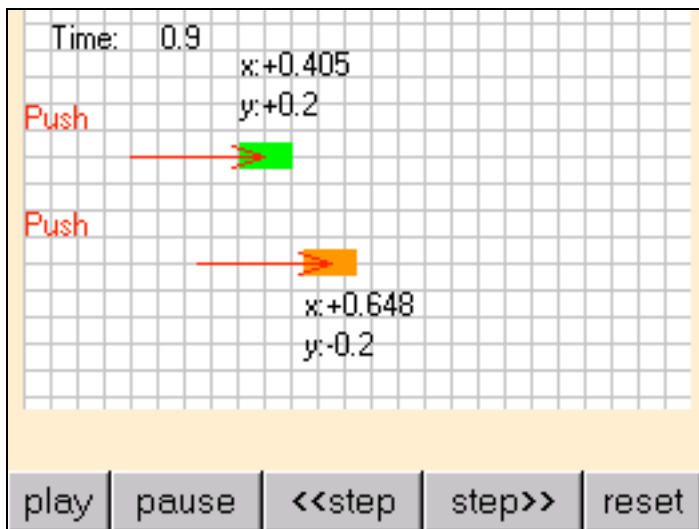 Time: 0.9
x:+0.405
y:+0.2
Push
Push
x:+0.648
y:-0.2
play pause <<step step>> reset